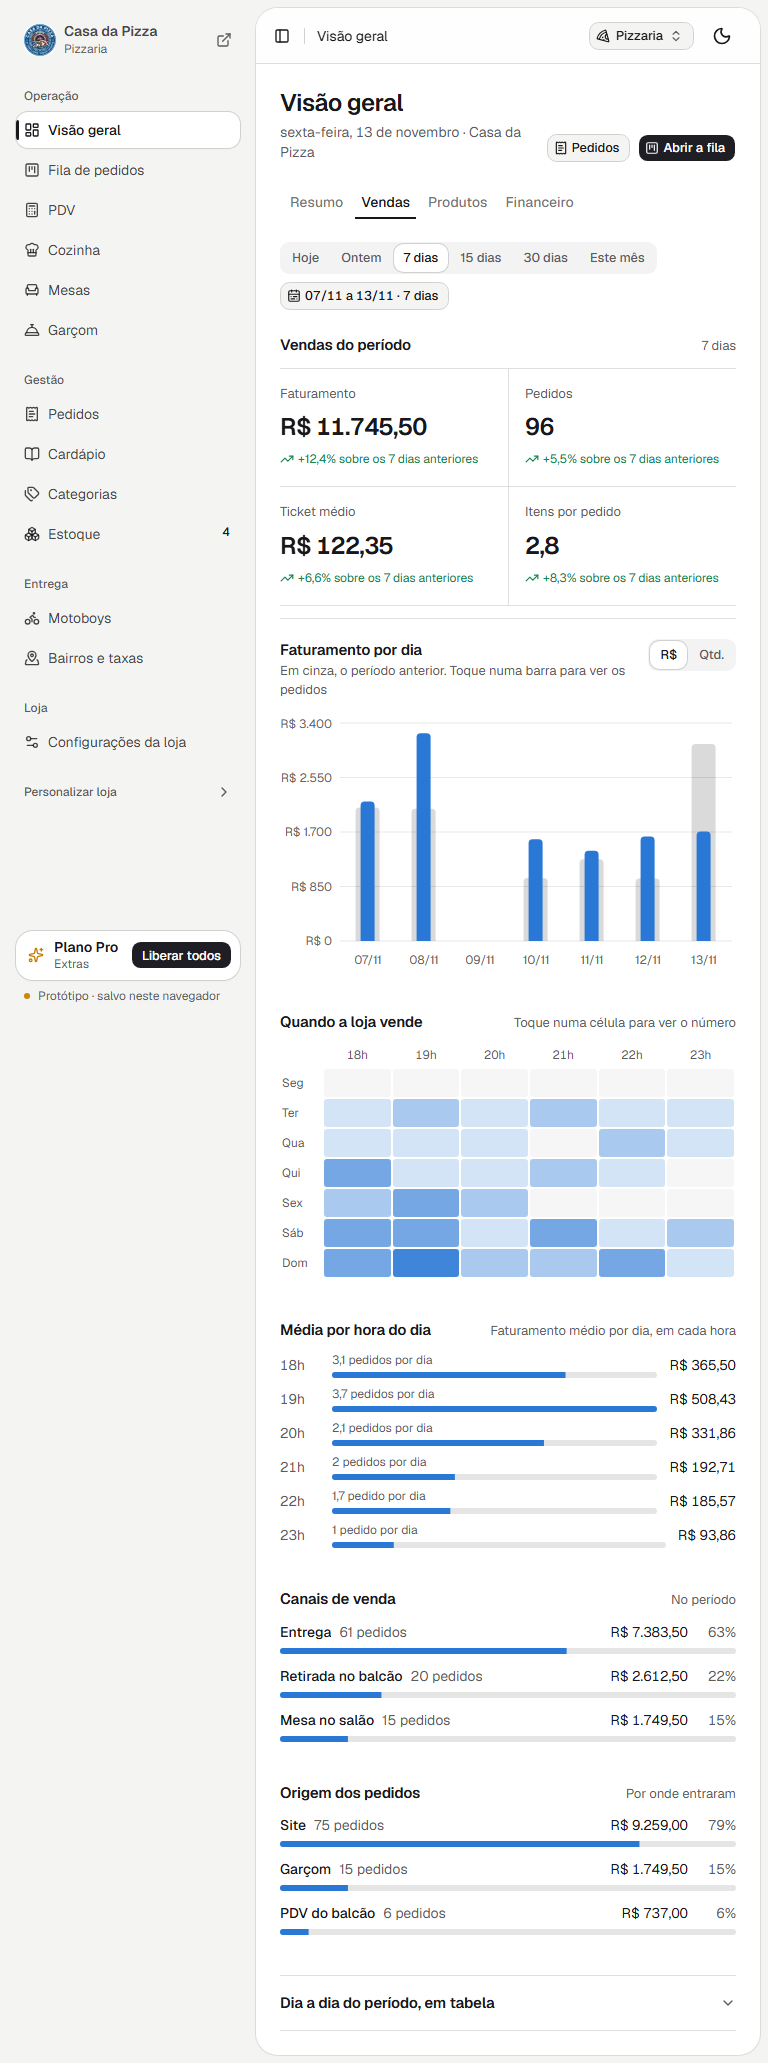 Casa da Pizza
Pizzaria
Operação
Visão geral
Fila de pedidos
PDV
Cozinha
Mesas
Garçom
Gestão
Pedidos
Cardápio
Categorias
Estoque 4
Entrega
Motoboys
Bairros e taxas
Loja
Configurações da loja
Personalizar loja
Plano Pro
Extras
Liberar todos
Protótipo · salvo neste navegador
Visão geral
Pizzaria
Visão geral
sexta-feira, 13 de novembro · Casa da
Pizza
Pedidos
Abrir a fila
Resumo Vendas Produtos Financeiro
Hoje Ontem 7 dias 15 dias 30 dias Este mês
07/11 a 13/11 · 7 dias
Vendas do período 7 dias
Faturamento
R$ 11.745,50
+12,4% sobre os 7 dias anteriores
Pedidos
96
+5,5% sobre os 7 dias anteriores
Ticket médio
R$ 122,35
+6,6% sobre os 7 dias anteriores
Itens por pedido
2,8
+8,3% sobre os 7 dias anteriores
Faturamento por dia
Em cinza, o período anterior. Toque numa barra para ver os
pedidos
R$ Qtd.
R$ 3.400
R$ 2.550
R$ 1.700
R$ 850
R$ 0
07/11 08/11 09/11 10/11 11/11 12/11 13/11
Quando a loja vende Toque numa célula para ver o número
18h 19h 20h 21h 22h 23h
Seg
Ter
Qua
Qui
Sex
Sáb
Dom
Média por hora do dia Faturamento médio por dia, em cada hora
18h 3,1 pedidos por dia R$ 365,50
19h 3,7 pedidos por dia R$ 508,43
20h 2,1 pedidos por dia R$ 331,86
21h 2 pedidos por dia R$ 192,71
22h 1,7 pedido por dia R$ 185,57
23h 1 pedido por dia R$ 93,86
Canais de venda No período
Entrega 61 pedidos R$ 7.383,50 63%
Retirada no balcão 20 pedidos R$ 2.612,50 22%
Mesa no salão 15 pedidos R$ 1.749,50 15%
Origem dos pedidos Por onde entraram
Site 75 pedidos R$ 9.259,00 79%
Garçom 15 pedidos R$ 1.749,50 15%
PDV do balcão 6 pedidos R$ 737,00 6%
Dia a dia do período, em tabela